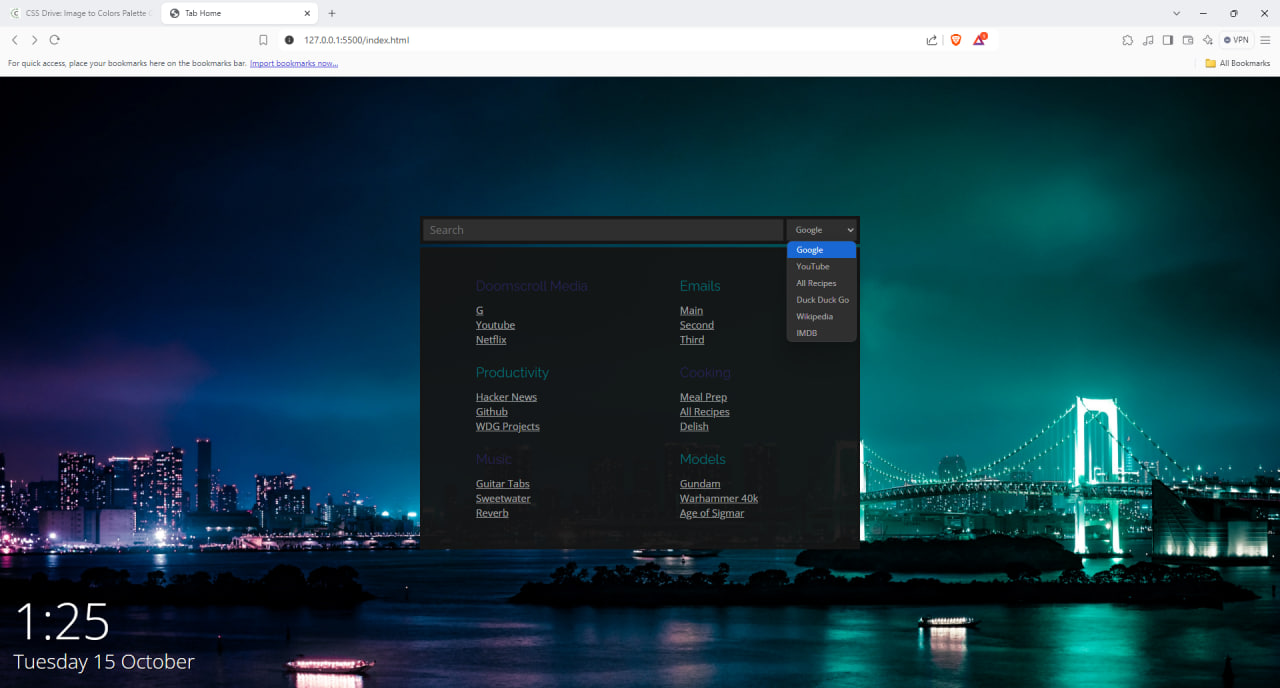 CSS Drive: Image to Colors Palette
Tab Home
127.0.0.1:5500/index.html
VPN
For quick access, place your bookmarks here on the bookmarks bar. Import bookmarks now...
All Bookmarks
Search
Google
Google
YouTube
All Recipes
Duck Duck Go
Wikipedia
IMDB
Doomscroll Media
G
Youtube
Netflix
Emails
Main
Second
Third
Productivity
Hacker News
Github
WDG Projects
Cooking
Meal Prep
All Recipes
Delish
Music
Guitar Tabs
Sweetwater
Reverb
Models
Gundam
Warhammer 40k
Age of Sigmar
1:25
Tuesday 15 October